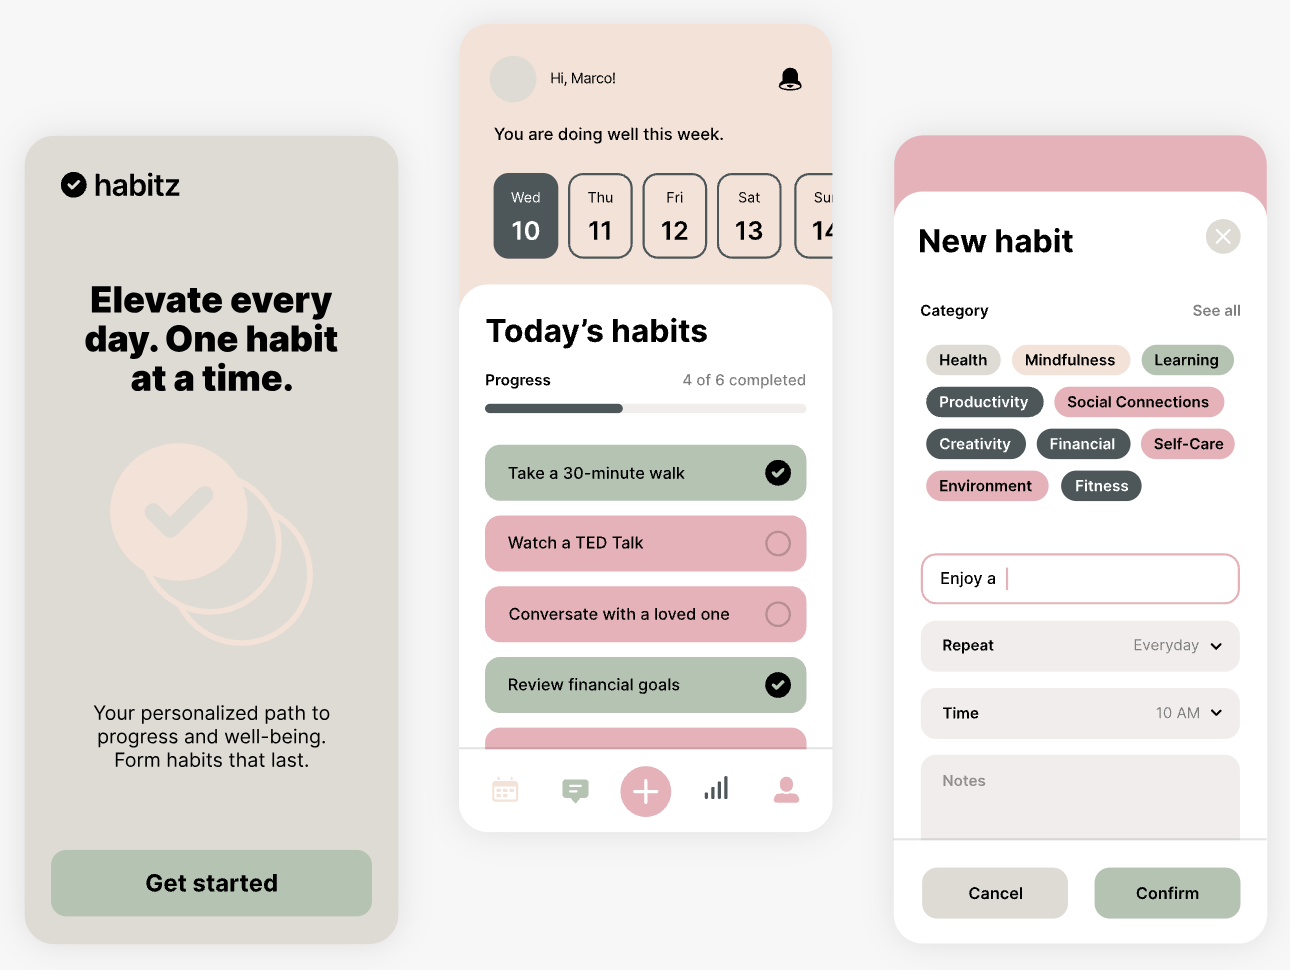 habitz
Elevate every
day. One habit
at a time.
Your personalized path to
progress and well-being.
Form habits that last.
Get started
Hi, Marco!
You are doing well this week.
Wed Thu Fri Sat Sun
10 11 12 13 14
Today’s habits
Progress 4 of 6 completed
Take a 30-minute walk
Watch a TED Talk
Conversate with a loved one
Review financial goals
New habit
Category See all
Health Mindfulness Learning
Productivity Social Connections
Creativity Financial Self-Care
Environment Fitness
Enjoy a
Repeat Everyday
Time 10 AM
Notes
Cancel Confirm